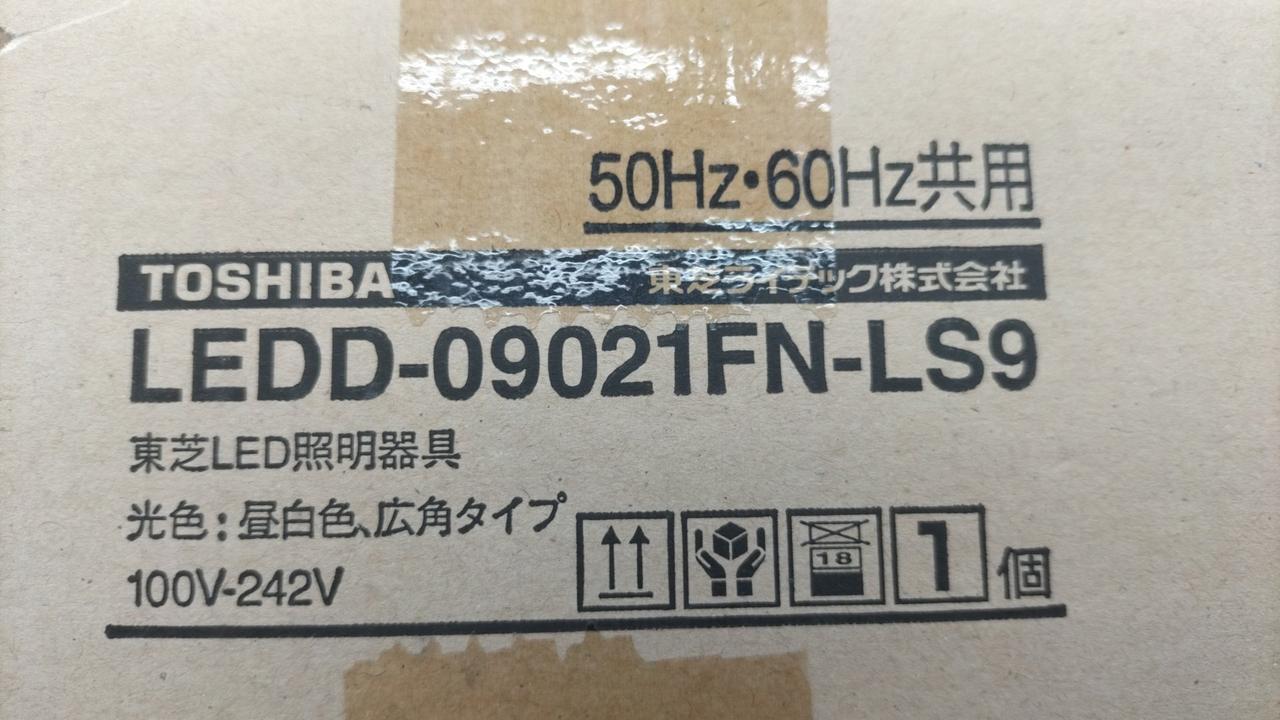 50Hz・60Hz共用
TOSHIBA 東芝ライテック株式会社
LEDD-09021FN-LS9
東芝LED照明器具
光色：昼白色、広角タイプ
100V-242V
18
1個